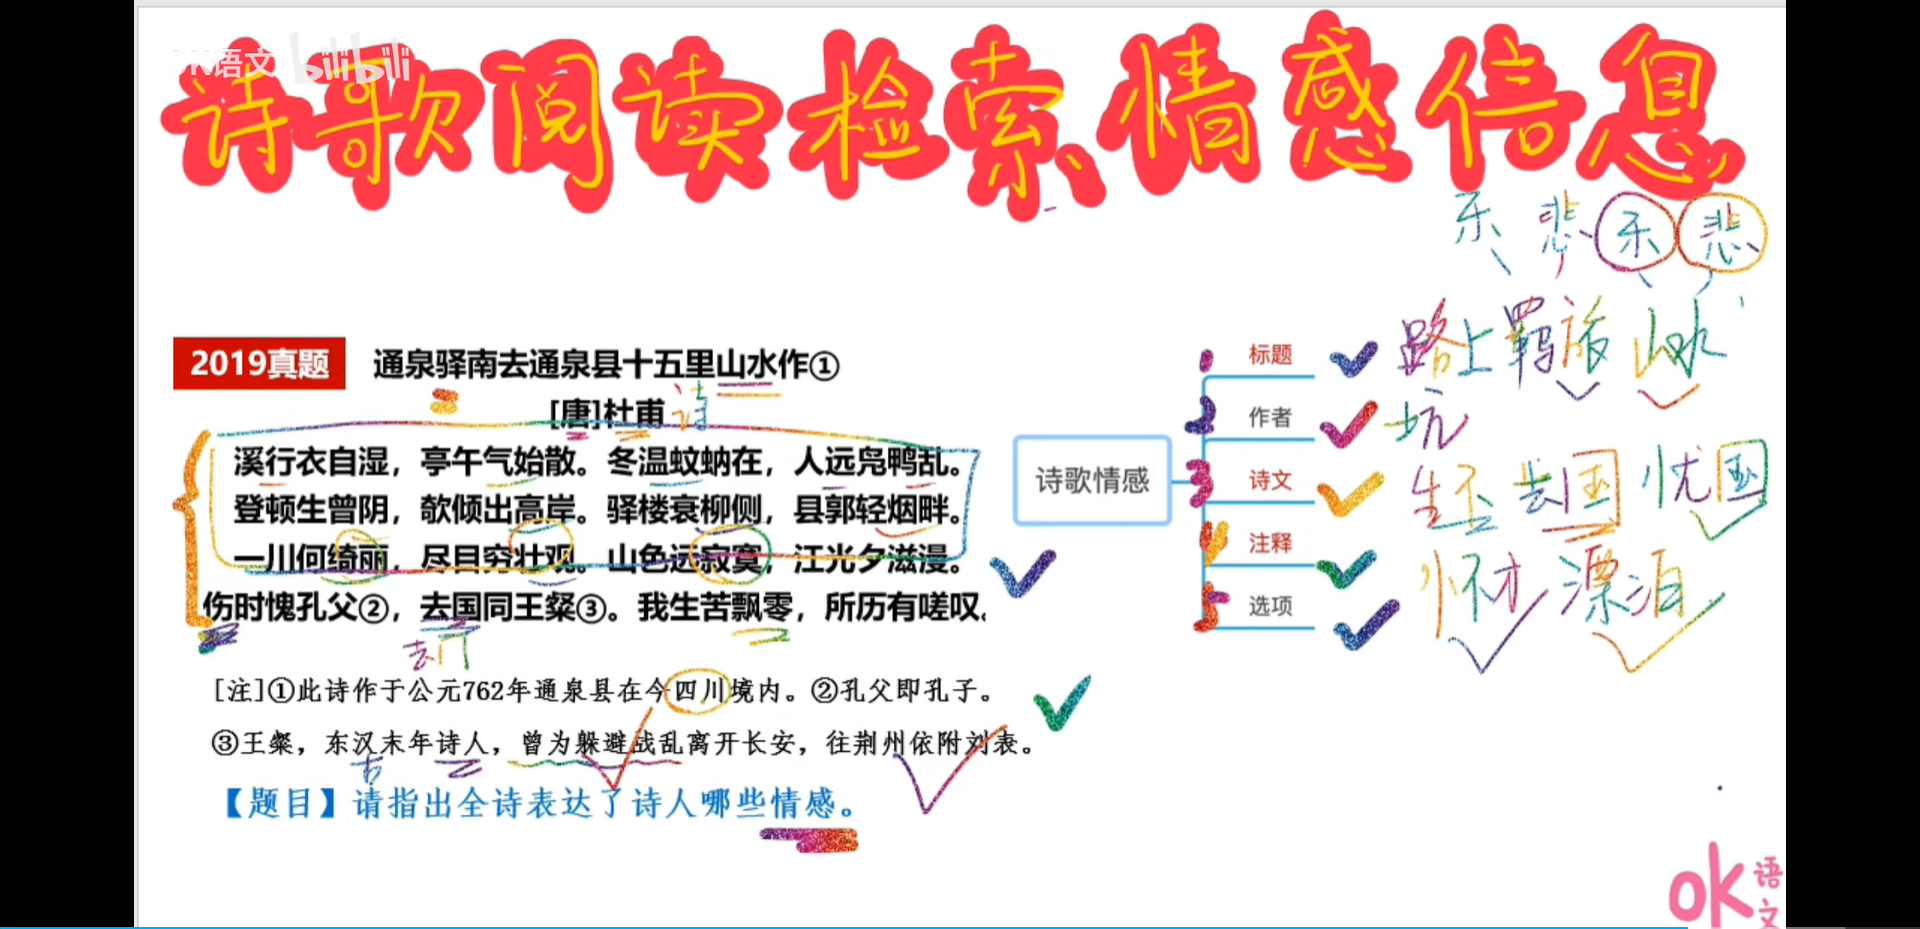 OK语文 bilibili
诗歌阅读检索、情感信息
乐 悲 乐 悲
2019真题 通泉驿南去通泉县十五里山水作①
[唐]杜甫 诗
溪行衣自湿，亭午气始散。冬温蚊蚋在，人远凫鸭乱。
登顿生曾阴，欹倾出高岸。驿楼衰柳侧，县郭轻烟畔。
一川何绮丽，尽目穷壮观。山色远寂寞，江光夕滋漫。
伤时愧孔父②，去国同王粲③。我生苦飘零，所历有嗟叹。
去
[注]①此诗作于公元762年通泉县在今四川境内。②孔父即孔子。
③王粲，东汉末年诗人，曾为躲避战乱离开长安，往荆州依附刘表。
【题目】请指出全诗表达了诗人哪些情感。
诗歌情感
1 标题 路上 羁旅 山水
2 作者 坑
3 诗文 生平 去国 忧国
4 注释 怀才 漂泊
5 选项
ok语文